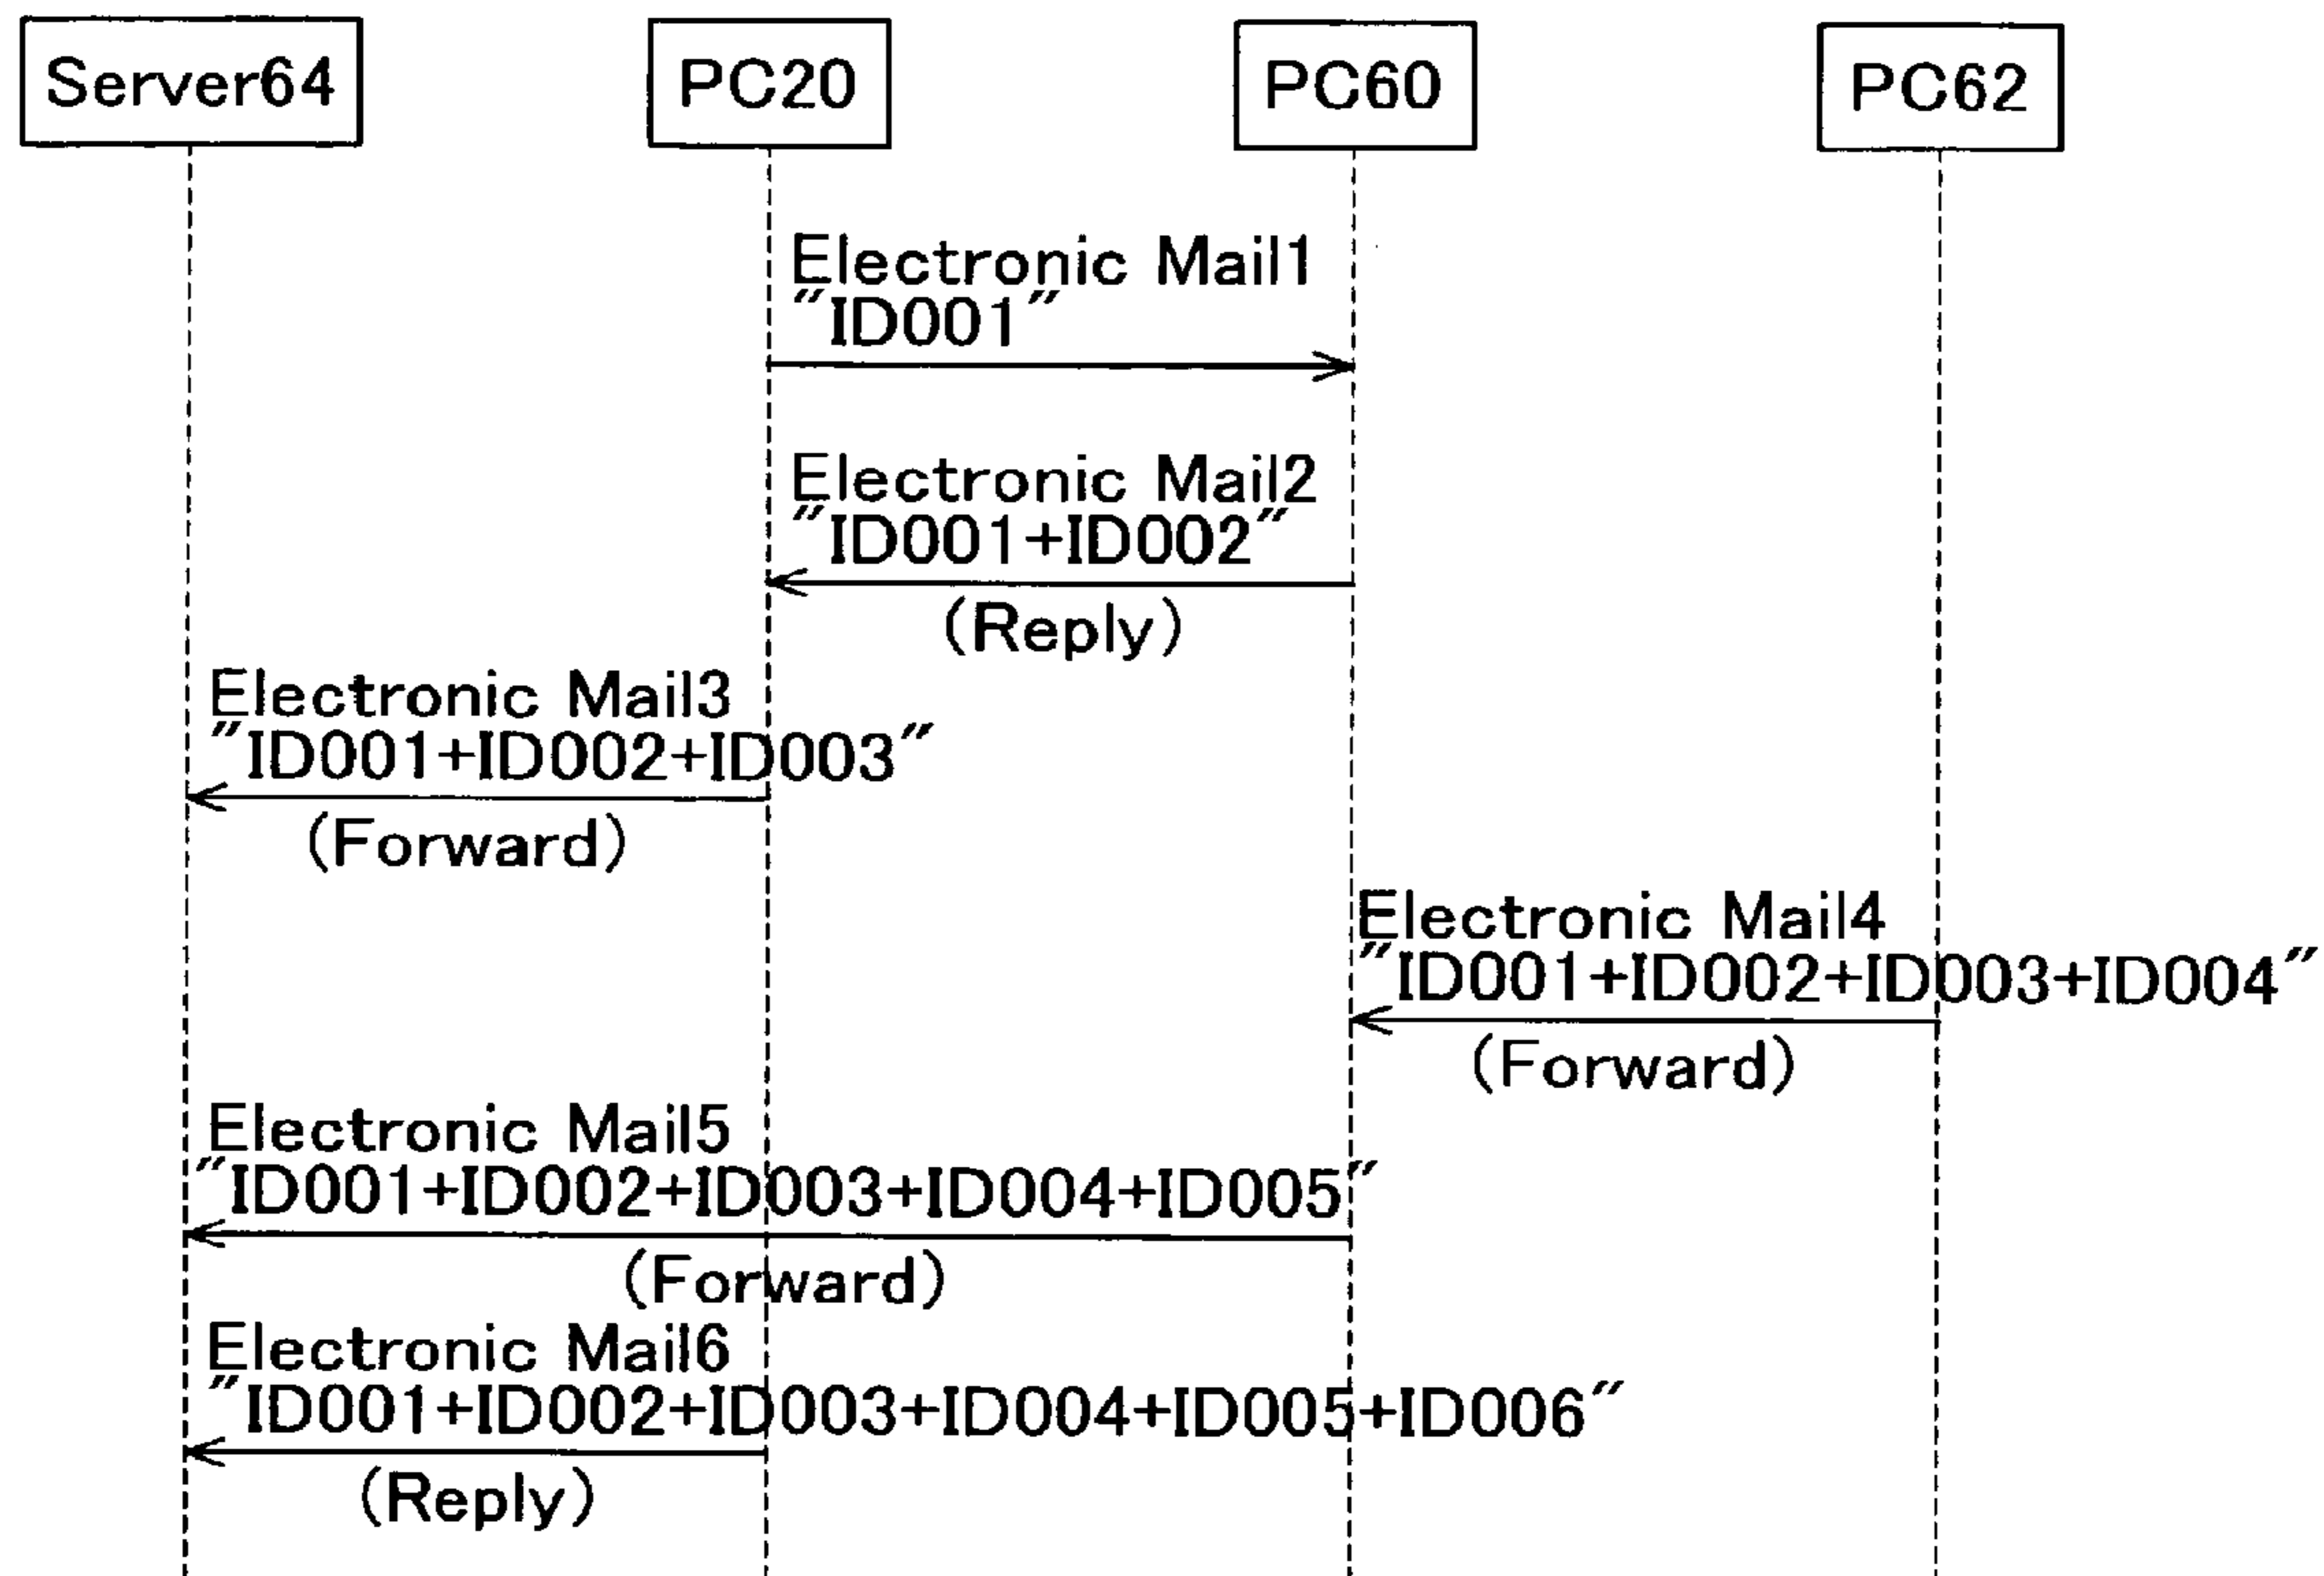 Server64
PC20
PC60
PC62
Electronic Mail1
"ID001"
Electronic Mail2
"ID001+ID002"
(Reply)
Electronic Mail3
"ID001+ID002+ID003"
(Forward)
Electronic Mail4
"ID001+ID002+ID003+ID004"
(Forward)
Electronic Mail5
"ID001+ID002+ID003+ID004+ID005"
(Forward)
Electronic Mail6
"ID001+ID002+ID003+ID004+ID005+ID006"
(Reply)